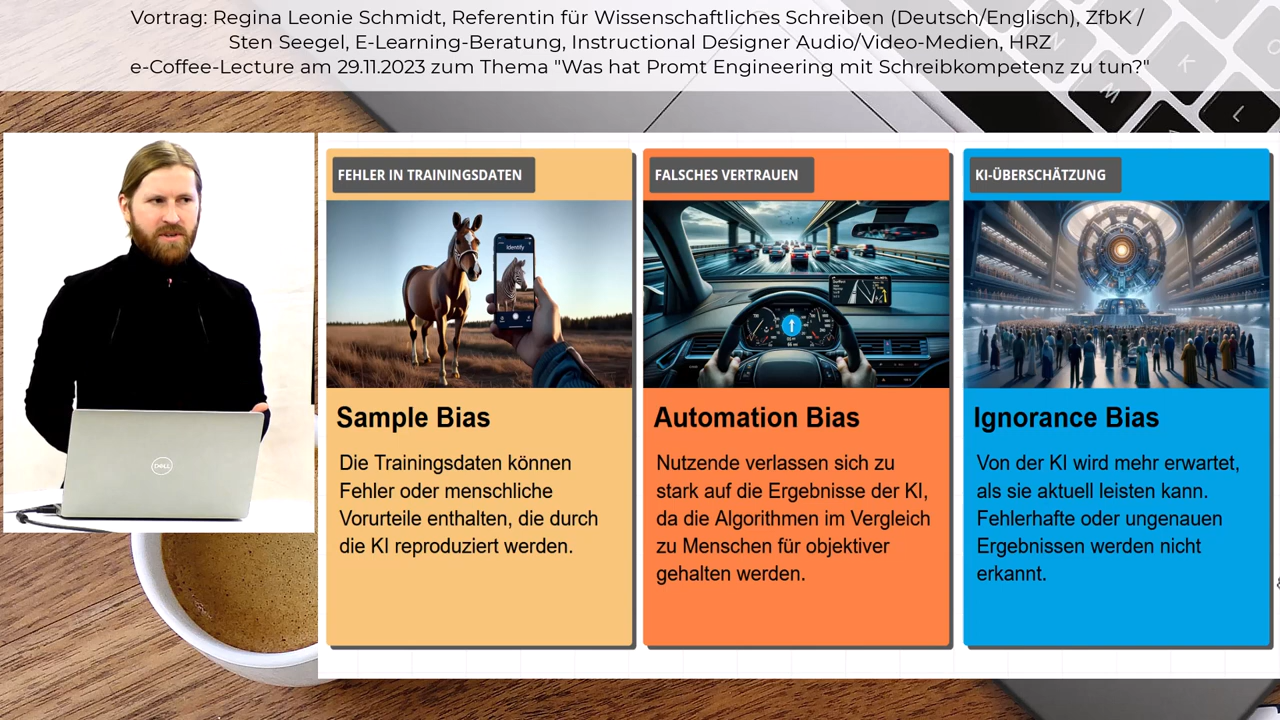 Vortrag: Regina Leonie Schmidt, Referentin für Wissenschaftliches Schreiben (Deutsch/Englisch), ZfbK /
Sten Seegel, E-Learning-Beratung, Instructional Designer Audio/Video-Medien, HRZ
e-Coffee-Lecture am 29.11.2023 zum Thema "Was hat Promt Engineering mit Schreibkompetenz zu tun?"
K
M
L
DELL
FEHLER IN TRAININGSDATEN
Identify
Sample Bias
Die Trainingsdaten können
Fehler oder menschliche
Vorurteile enthalten, die durch
die KI reproduziert werden.
FALSCHES VERTRAUEN
Automation Bias
Nutzende verlassen sich zu
stark auf die Ergebnisse der KI,
da die Algorithmen im Vergleich
zu Menschen für objektiver
gehalten werden.
KI-ÜBERSCHÄTZUNG
Ignorance Bias
Von der KI wird mehr erwartet,
als sie aktuell leisten kann.
Fehlerhafte oder ungenauen
Ergebnissen werden nicht
erkannt.